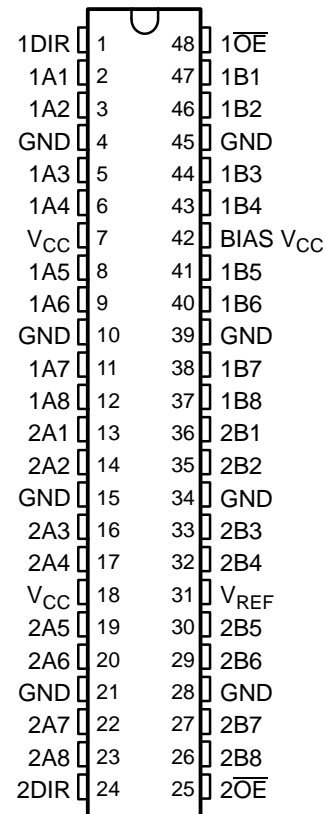 1DIR 1 48 1O̅E̅
1A1 2 47 1B1
1A2 3 46 1B2
GND 4 45 GND
1A3 5 44 1B3
1A4 6 43 1B4
VCC 7 42 BIAS VCC
1A5 8 41 1B5
1A6 9 40 1B6
GND 10 39 GND
1A7 11 38 1B7
1A8 12 37 1B8
2A1 13 36 2B1
2A2 14 35 2B2
GND 15 34 GND
2A3 16 33 2B3
2A4 17 32 2B4
VCC 18 31 VREF
2A5 19 30 2B5
2A6 20 29 2B6
GND 21 28 GND
2A7 22 27 2B7
2A8 23 26 2B8
2DIR 24 25 2O̅E̅